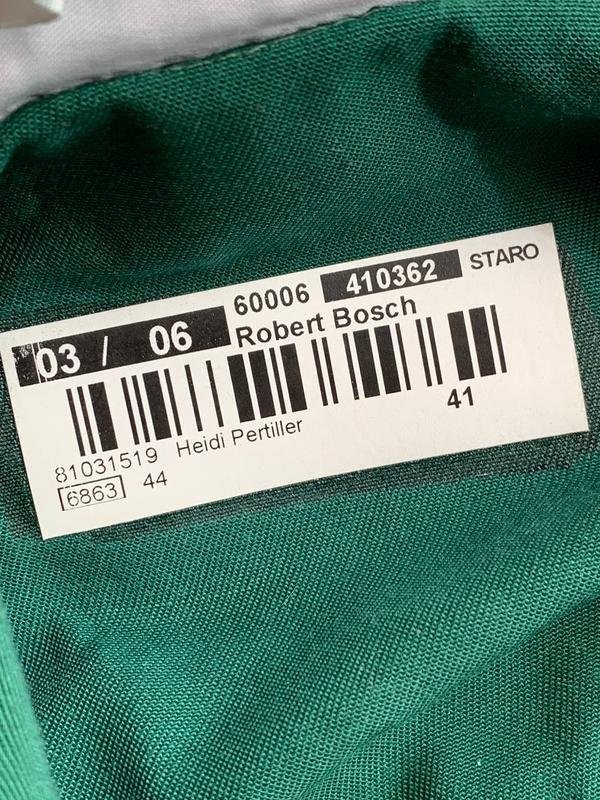 03 / 06 60006 410362 STARO
Robert Bosch
41
81031519 Heidi Pertiller
6863 44